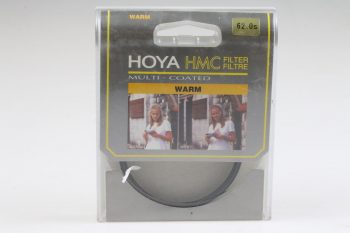 WARM
62.0s
HOYA HMC FILTER
FILTRE
MULTI-COATED
WARM